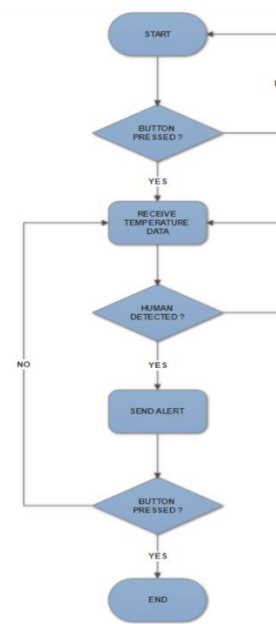 START
BUTTON
PRESSED ?
YES
RECEIVE
TEMPERATURE
DATA
HUMAN
DETECTED ?
NO
YES
SEND ALERT
BUTTON
PRESSED ?
YES
END